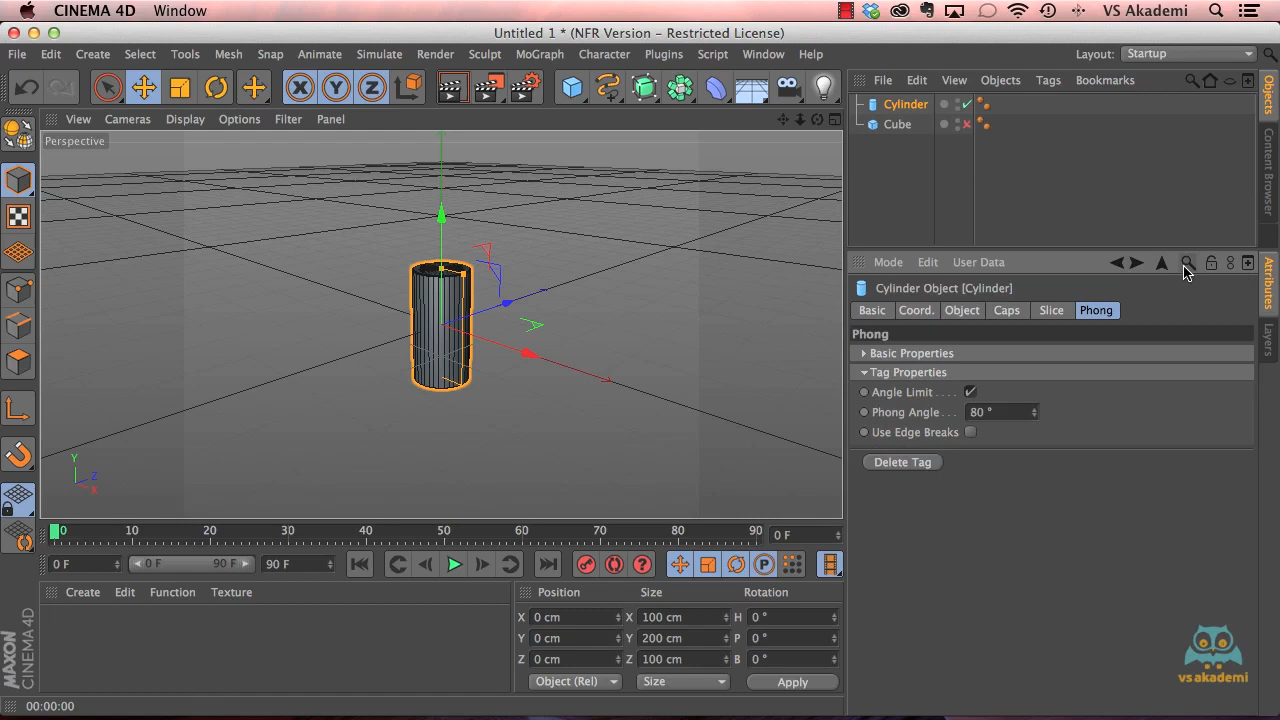 CINEMA 4D Window VS Akademi
Untitled 1 * (NFR Version - Restricted License)
File Edit Create Select Tools Mesh Snap Animate Simulate Render Sculpt MoGraph Character Plugins Script Window Help Layout: Startup
X Y Z
File Edit View Objects Tags Bookmarks
Objects
Content Browser
Layers
Cylinder
Cube
View Cameras Display Options Filter Panel
Perspective
Y
Z
X
Mode Edit User Data
Attributes
Layers
Cylinder Object [Cylinder]
Basic Coord. Object Caps Slice Phong
Phong
Basic Properties
Tag Properties
Angle Limit . . . .
Phong Angle . . . 80 °
Use Edge Breaks
Delete Tag
0 10 20 30 40 50 60 70 80 90 0 F
0 F 0 F 90 F 90 F P
Create Edit Function Texture
Position Size Rotation
X 0 cm X 100 cm H 0 °
Y 0 cm Y 200 cm P 0 °
Z 0 cm Z 100 cm B 0 °
Object (Rel) Size Apply
MAXON
CINEMA 4D
00:00:00
vs akademi